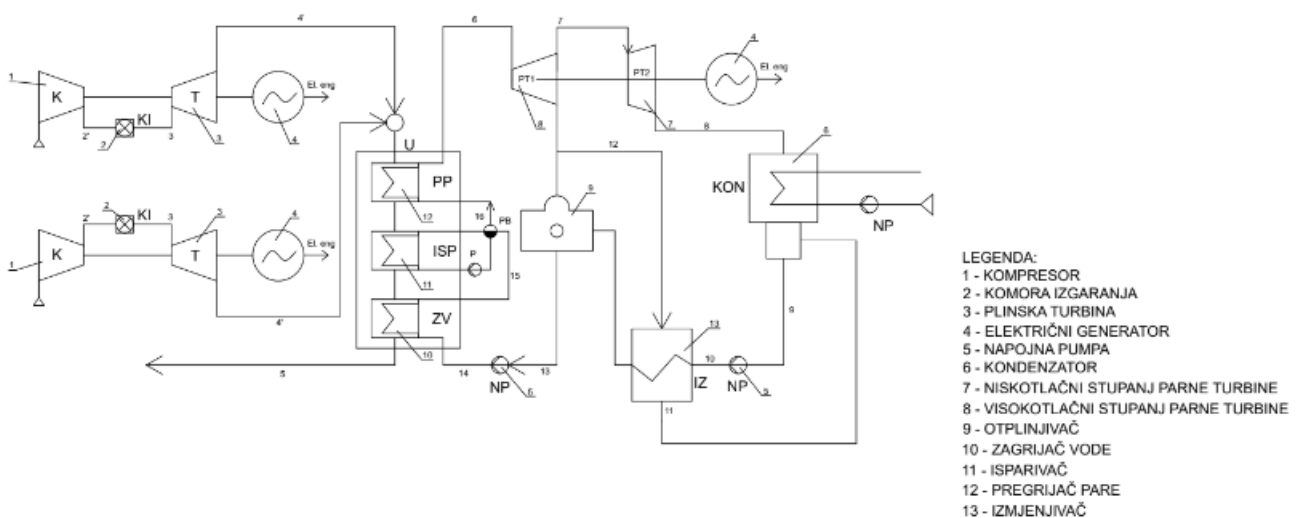 4'
6
7
1
K
KI
2'
2
3
T
3
El. eng
4
PT1
8
PT2
7
4
El. eng
8
6
KON
NP
12
U
PP
12
16
PB
ISP
P
11
15
ZV
10
9
2
KI
2'
3
3
4
K
T
El. eng
1
4'
5
14
NP
6
13
13
IZ
10
NP
5
9
11
LEGENDA:
1 - KOMPRESOR
2 - KOMORA IZGARANJA
3 - PLINSKA TURBINA
4 - ELEKTRIČNI GENERATOR
5 - NAPOJNA PUMPA
6 - KONDENZATOR
7 - NISKOTLAČNI STUPANJ PARNE TURBINE
8 - VISOKOTLAČNI STUPANJ PARNE TURBINE
9 - OTPLINJIVAČ
10 - ZAGRIJAČ VODE
11 - ISPARIVAČ
12 - PREGRIJAČ PARE
13 - IZMJENJIVAČ